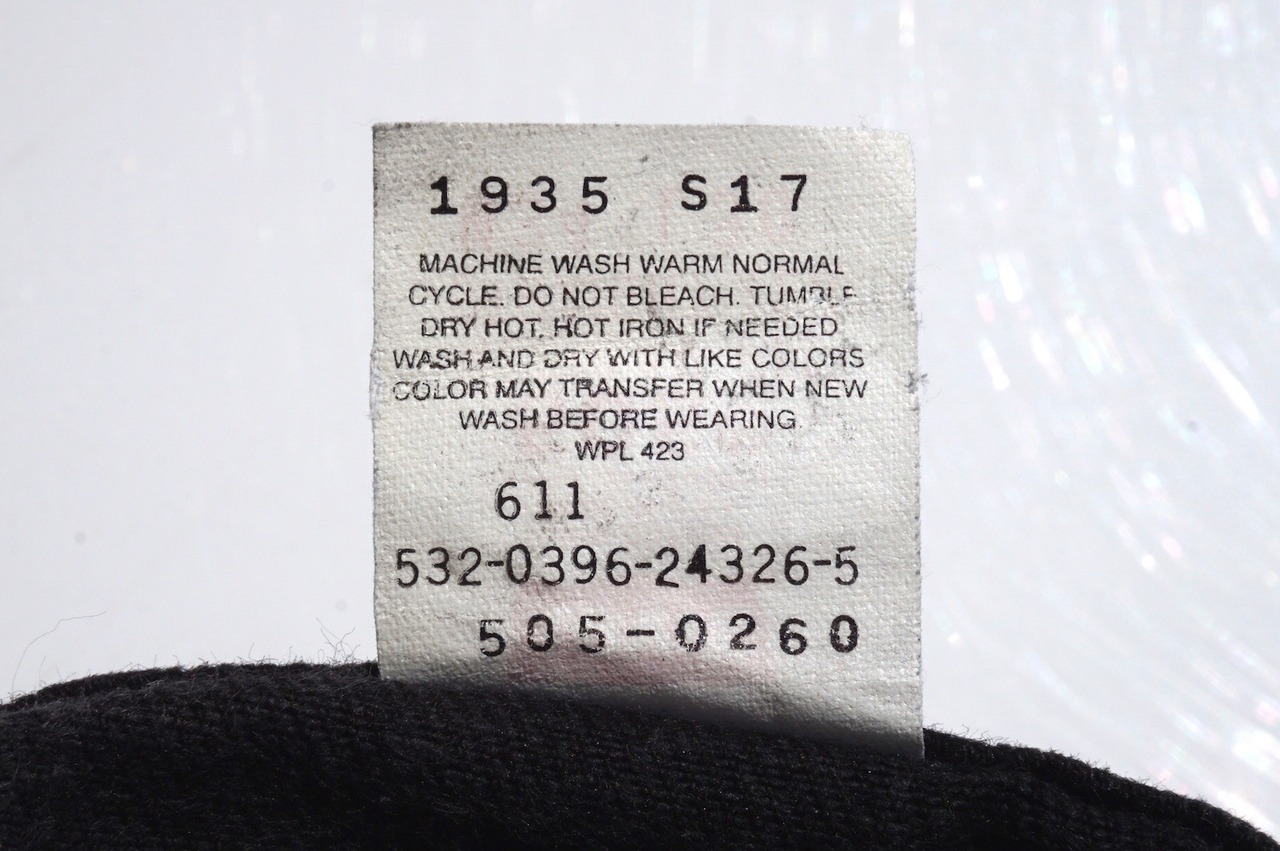 1935 S17
MACHINE WASH WARM NORMAL
CYCLE. DO NOT BLEACH. TUMBLE
DRY HOT. HOT IRON IF NEEDED
WASH AND DRY WITH LIKE COLORS
COLOR MAY TRANSFER WHEN NEW
WASH BEFORE WEARING.
WPL 423
611
532-0396-24326-5
505-0260